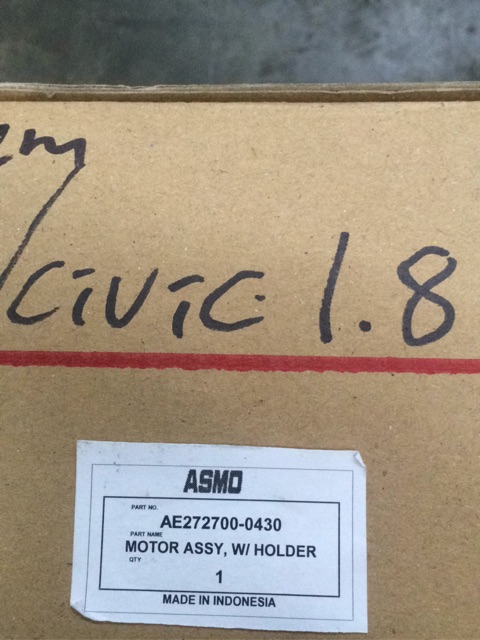 CiViC 1.8
ASMO
PART NO.
AE272700-0430
PART NAME
MOTOR ASSY, W/ HOLDER
QTY
1
MADE IN INDONESIA